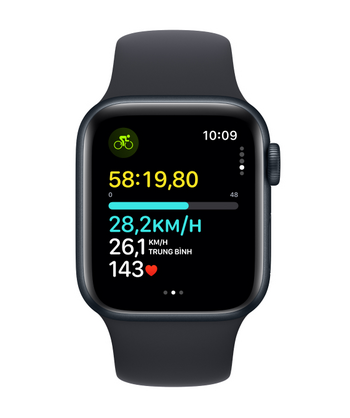 10:09
58:19,80
0 48
28,2KM/H
26,1 KM/H
TRUNG BÌNH
143